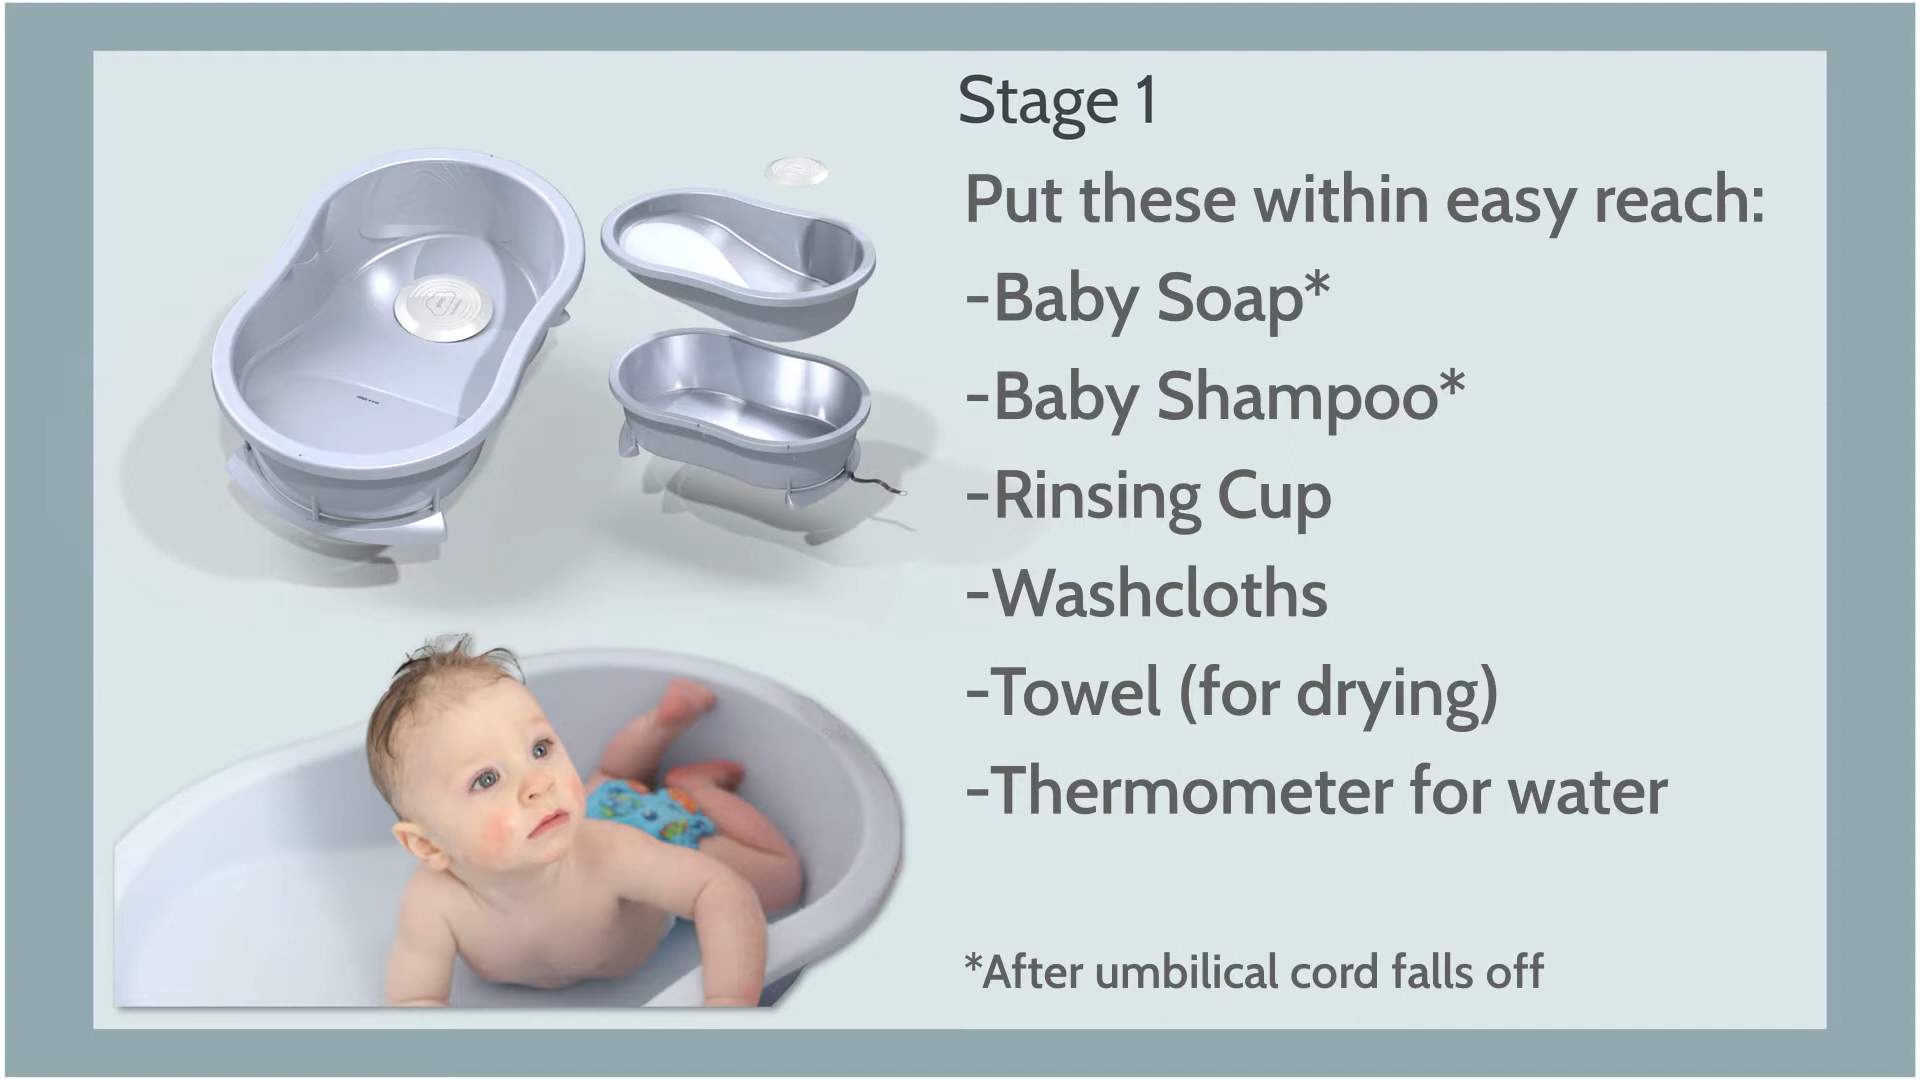 Stage 1
Put these within easy reach:
-Baby Soap*
-Baby Shampoo*
-Rinsing Cup
-Washcloths
-Towel (for drying)
-Thermometer for water
*After umbilical cord falls off